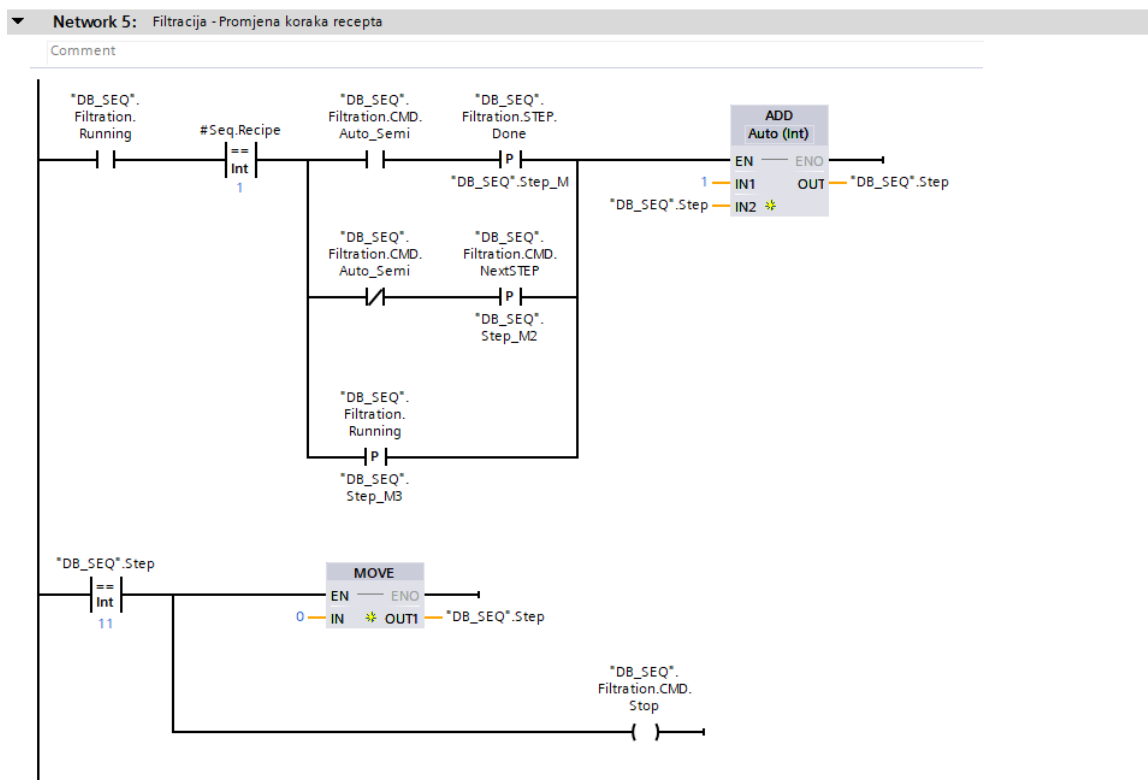 Network 5: Filtracija - Promjena koraka recepta
Comment
"DB_SEQ".
Filtration.
Running
#Seq.Recipe
==
Int
1
"DB_SEQ".
Filtration.CMD.
Auto_Semi
"DB_SEQ".
Filtration.STEP.
Done
P
"DB_SEQ".Step_M
ADD
Auto (Int)
EN
ENO
1
IN1
OUT
"DB_SEQ".Step
"DB_SEQ".Step
IN2
"DB_SEQ".
Filtration.CMD.
Auto_Semi
"DB_SEQ".
Filtration.CMD.
NextSTEP
P
"DB_SEQ".
Step_M2
"DB_SEQ".
Filtration.
Running
P
"DB_SEQ".
Step_M3
"DB_SEQ".Step
==
Int
11
MOVE
EN
ENO
0
IN
OUT1
"DB_SEQ".Step
"DB_SEQ".
Filtration.CMD.
Stop